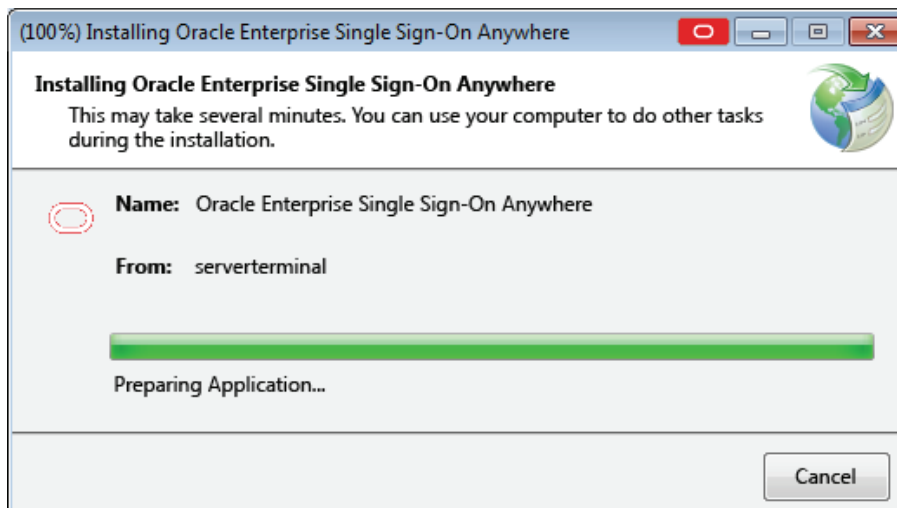 (100%) Installing Oracle Enterprise Single Sign-On Anywhere
Installing Oracle Enterprise Single Sign-On Anywhere
This may take several minutes. You can use your computer to do other tasks
during the installation.
Name: Oracle Enterprise Single Sign-On Anywhere
From: serverterminal
Preparing Application...
Cancel